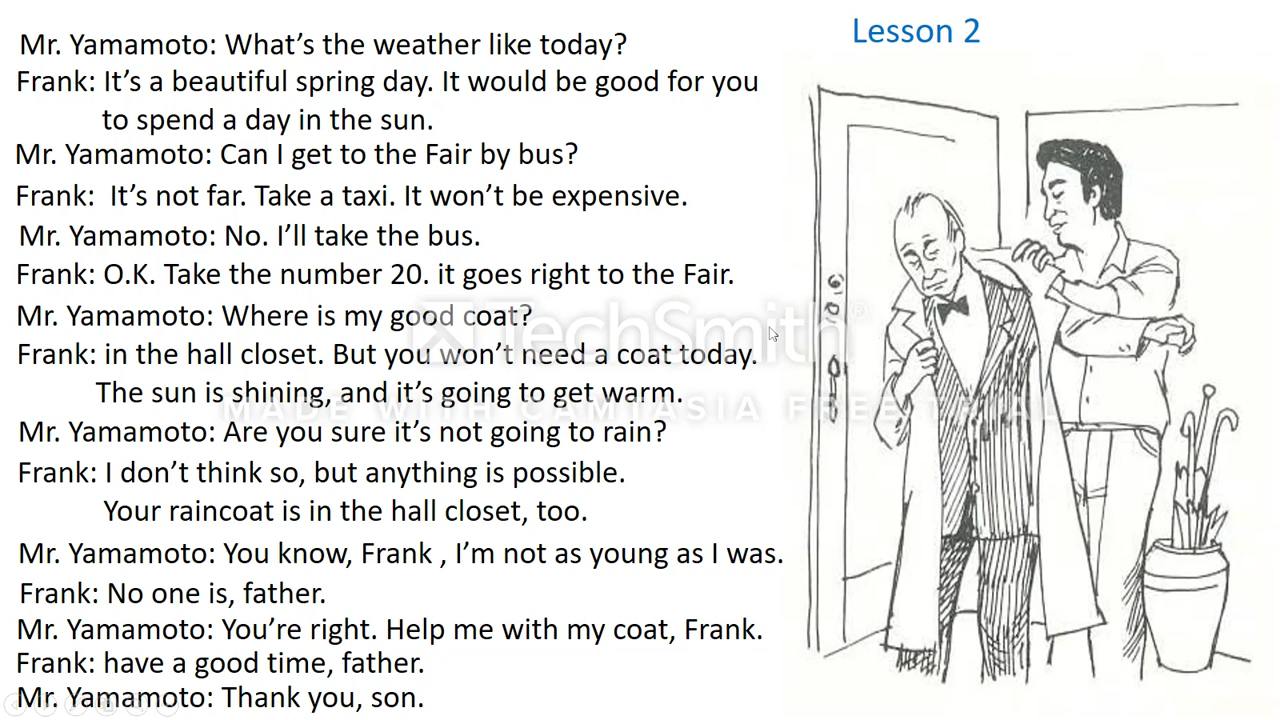 Lesson 2
Mr. Yamamoto: What’s the weather like today?
Frank: It’s a beautiful spring day. It would be good for you
to spend a day in the sun.
Mr. Yamamoto: Can I get to the Fair by bus?
Frank:  It’s not far. Take a taxi. It won’t be expensive.
Mr. Yamamoto: No. I’ll take the bus.
Frank: O.K. Take the number 20. it goes right to the Fair.
Mr. Yamamoto: Where is my good coat?
Frank: in the hall closet. But you won’t need a coat today.
The sun is shining, and it’s going to get warm.
Mr. Yamamoto: Are you sure it’s not going to rain?
Frank: I don’t think so, but anything is possible.
Your raincoat is in the hall closet, too.
Mr. Yamamoto: You know, Frank , I’m not as young as I was.
Frank: No one is, father.
Mr. Yamamoto: You’re right. Help me with my coat, Frank.
Frank: have a good time, father.
Mr. Yamamoto: Thank you, son.
TechSmith®
MADE WITH CAMTASIA FREE TRIAL